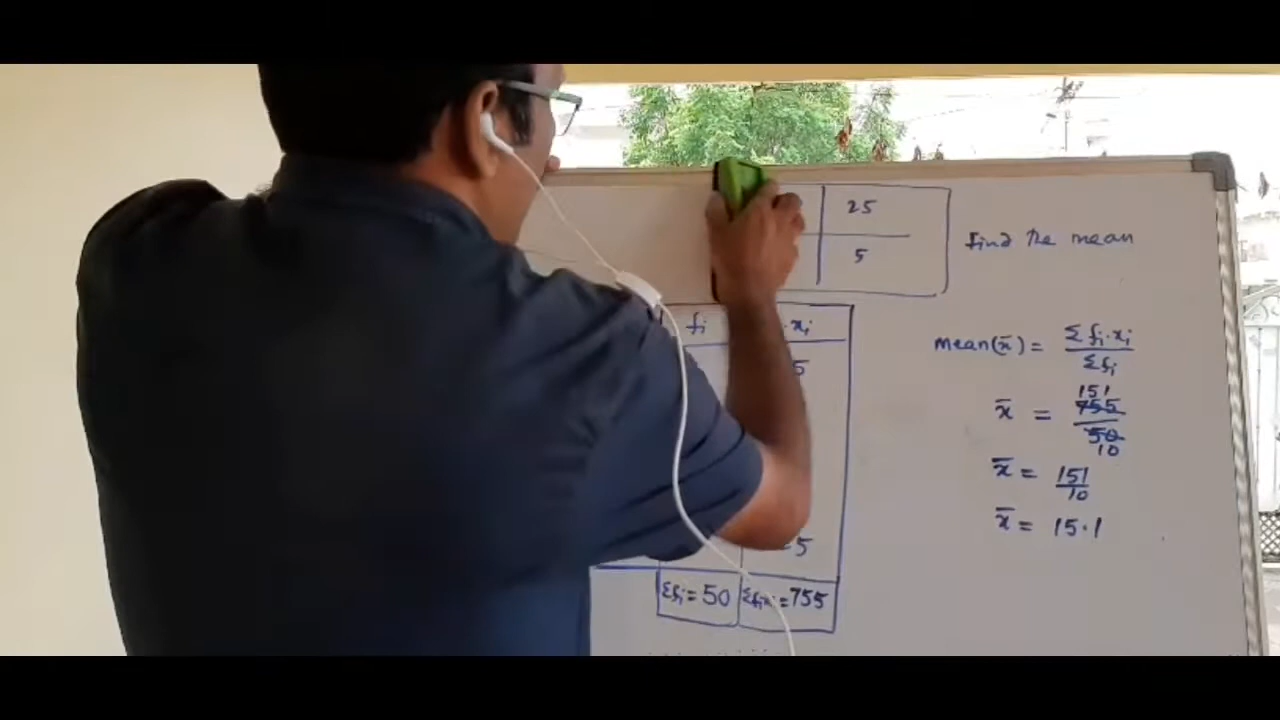 25
5
find the mean
fi xi
5
5
Σfi = 50 Σfixi = 755
mean(x̄) = Σfi·xi / Σfi
151
x̄ = 755 / 50
10
x̄ = 151 / 10
x̄ = 15.1